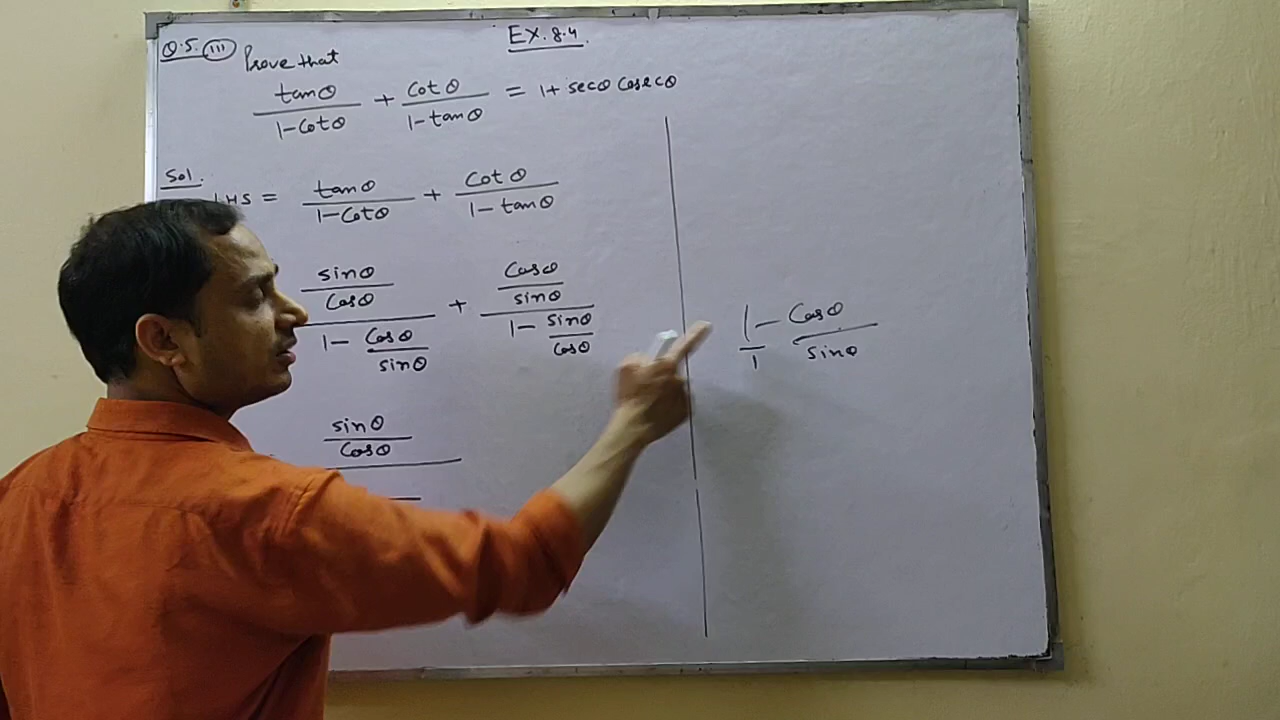 EX. 8.4.
Q.5. (iii) Prove that
tanθ / 1-Cotθ + Cotθ / 1-tanθ = 1+ secθ Cosecθ
Sol.
LHS = tanθ / 1-Cotθ + Cotθ / 1-tanθ
sinθ / Cosθ / 1- Cosθ / sinθ + Cosθ / sinθ / 1- sinθ / Cosθ
sinθ / Cosθ
1 / 1 - Cosθ / sinθ